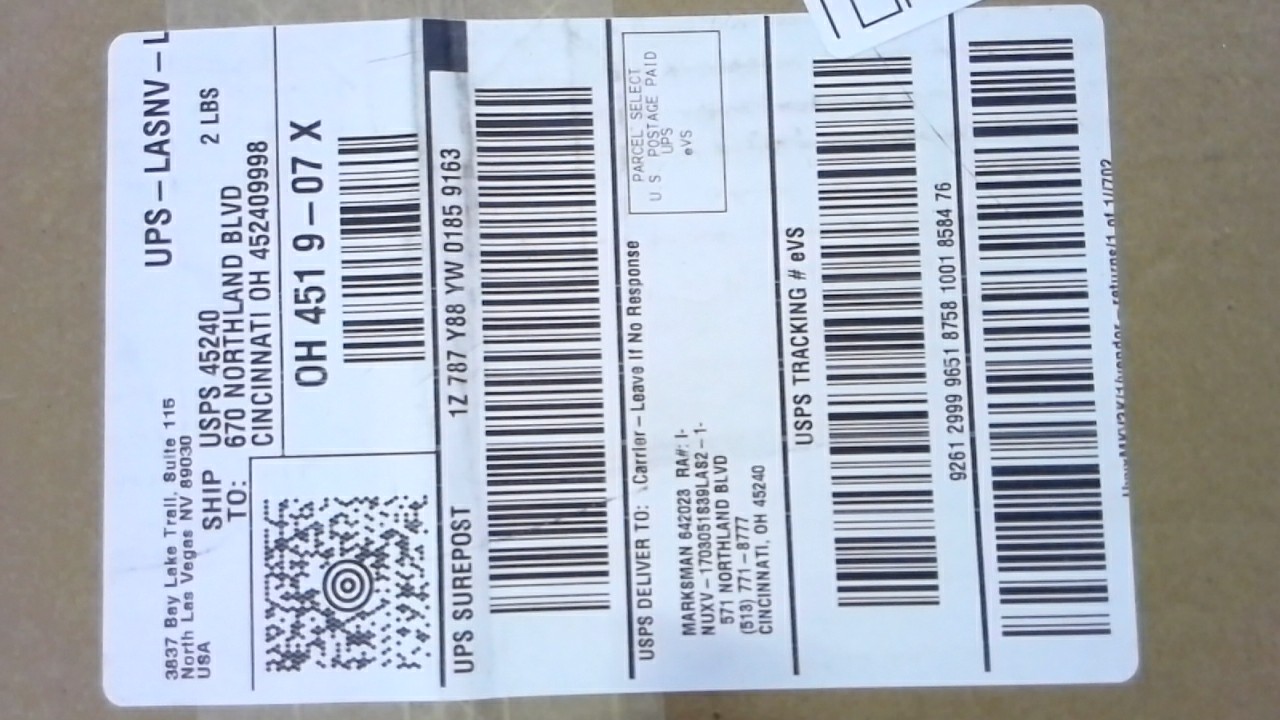 UPS – LASNV – L
3837 Bay Lake Trail, Suite 115
North Las Vegas NV 89030
USA
2 LBS
SHIP
TO:
USPS 45240
670 NORTHLAND BLVD
CINCINNATI OH 452409998
OH 451 9 – 07 X
UPS SUREPOST
1Z 787 Y88 YW 0185 9163
PARCEL SELECT
U.S. POSTAGE PAID
UPS
eVS
USPS DELIVER TO:
Carrier – Leave If No Response
MARKSMAN 642023 RA#: I-
NUXV – 1703051839LAS2 – 1-
571 NORTHLAND BLVD
(513) 771 – 8777
CINCINNATI, OH 45240
USPS TRACKING # eVS
9261 2999 9651 8758 1001 8584 76